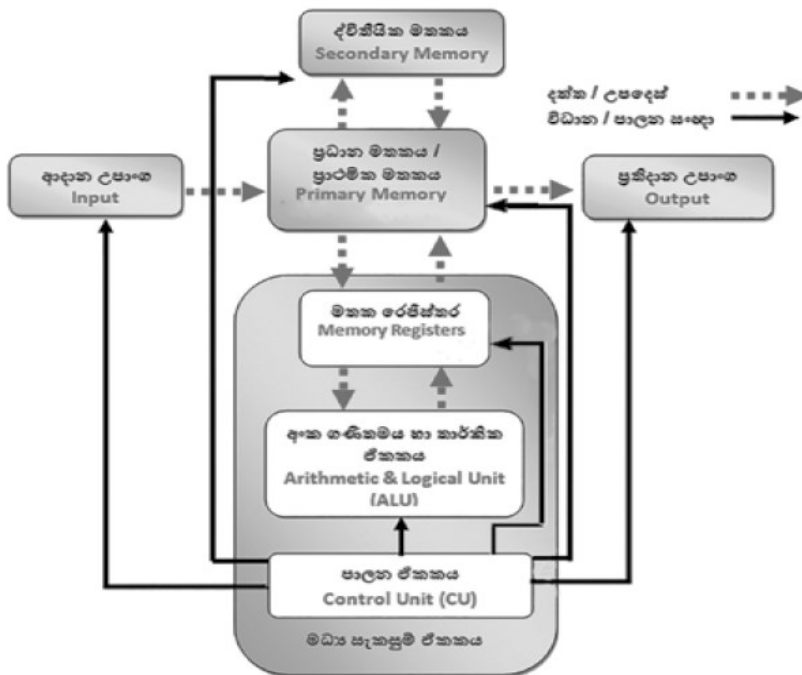 ද්විතීයික මතකය
Secondary Memory
දත්ත / උපදෙස්
විධාන / පාලන සංඥා
ප්‍රධාන මතකය /
ප්‍රාථමික මතකය
Primary Memory
ආදාන උපාංග
Input
ප්‍රතිදාන උපාංග
Output
මතක රෙජිස්තර
Memory Registers
අංක ගණිතමය හා තාර්කික
ඒකකය
Arithmetic & Logical Unit
(ALU)
පාලන ඒකකය
Control Unit (CU)
මධ්‍ය සැකසුම් ඒකකය